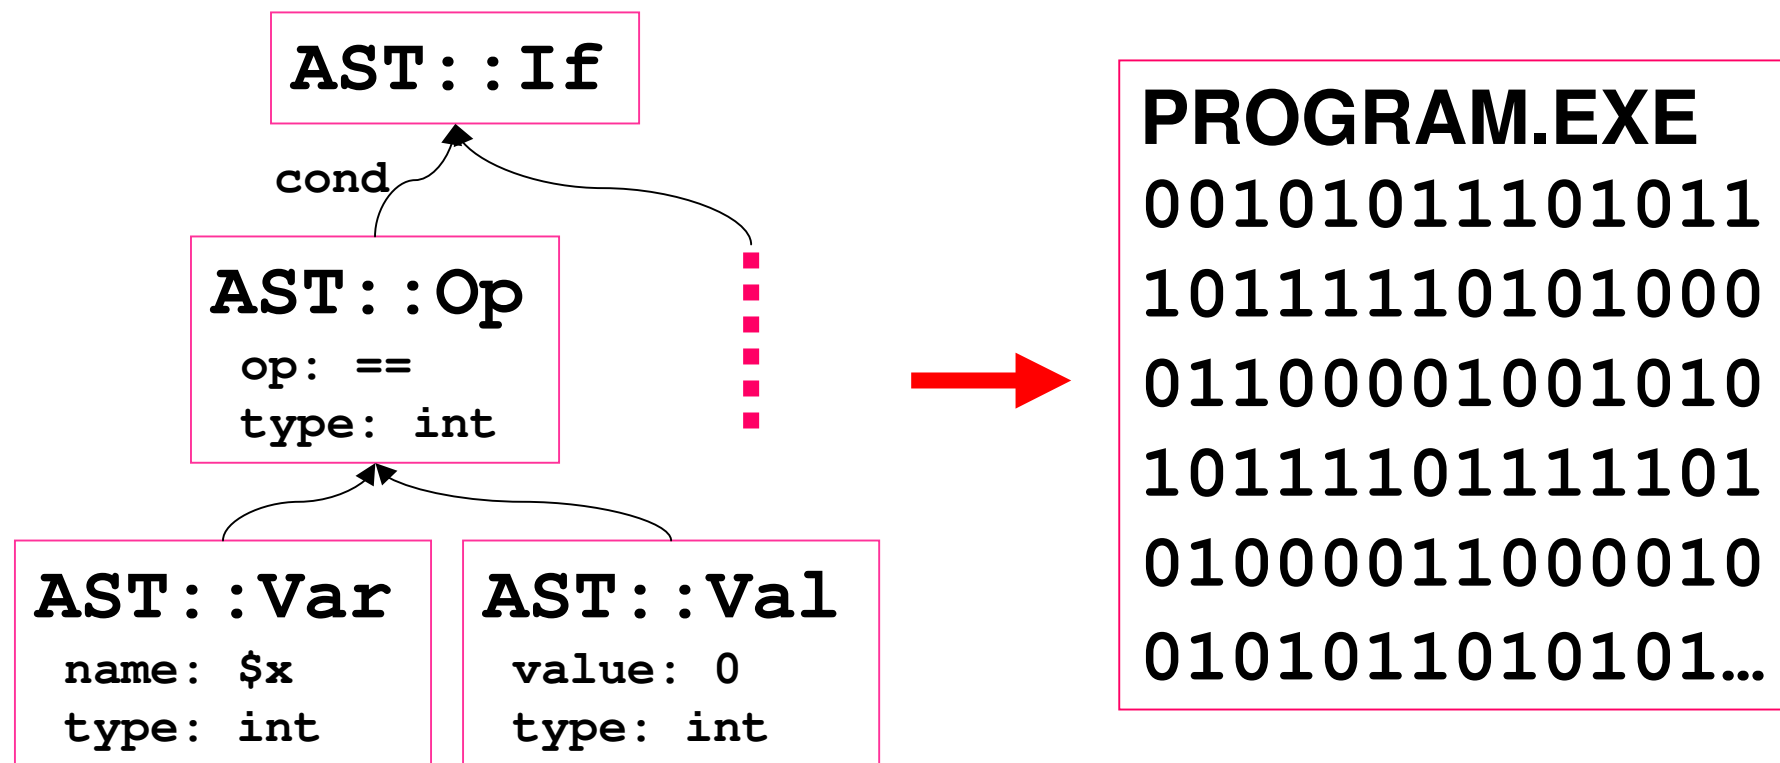 AST::If
cond
AST::Op
op: ==
type: int
AST::Var
name: $x
type: int
AST::Val
value: 0
type: int
PROGRAM.EXE
00101011101011
10111110101000
01100001001010
10111101111101
01000011000010
0101011010101…